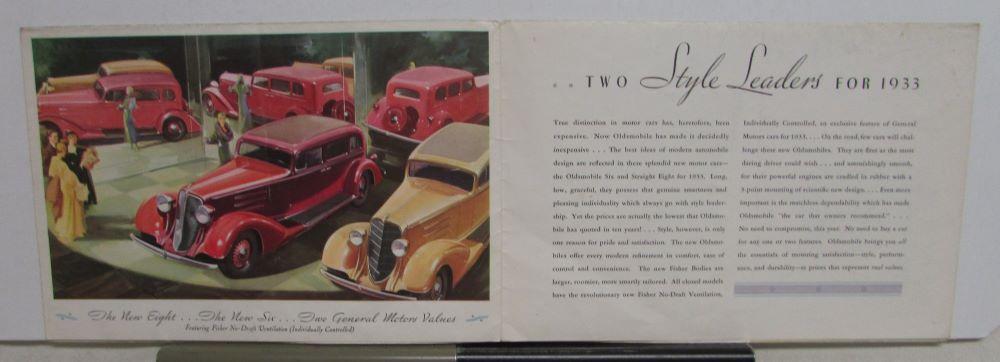 The New Eight . . . The New Six . . . Two General Motors Values
Featuring Fisher No-Draft Ventilation (Individually Controlled)
. . TWO Style Leaders FOR 1933
True distinction in motor cars has, heretofore, been
expensive. Now Oldsmobile has made it decidedly
inexpensive . . . The best ideas of modern automobile
design are reflected in these splendid new motor cars—
the Oldsmobile Six and Straight Eight for 1933. Long,
low, graceful, they possess that genuine smartness and
pleasing individuality which always go with style leader-
ship. Yet the prices are actually the lowest that Oldsmo-
bile has quoted in ten years! . . . Style, however, is only
one reason for pride and satisfaction. The new Oldsmo-
biles offer every modern refinement in comfort, ease of
control and convenience. The new Fisher Bodies are
larger, roomier, more smartly tailored. All closed models
have the revolutionary new Fisher No-Draft Ventilation,
Individually Controlled, an exclusive feature of General
Motors cars for 1933. . . . On the road, few cars will chal-
lenge these new Oldsmobiles. They are fleet as the most
daring driver could wish . . . and astonishingly smooth,
for their powerful engines are cradled in rubber with a
3-point mounting of scientific new design. . . . Even more
important is the matchless dependability which has made
Oldsmobile "the car that owners recommend." . . .
No need to compromise, this year. No need to buy a car
for any one or two features. Oldsmobile brings you all
the essentials of motoring satisfaction—style, perform-
ance, and durability—at prices that represent real values.